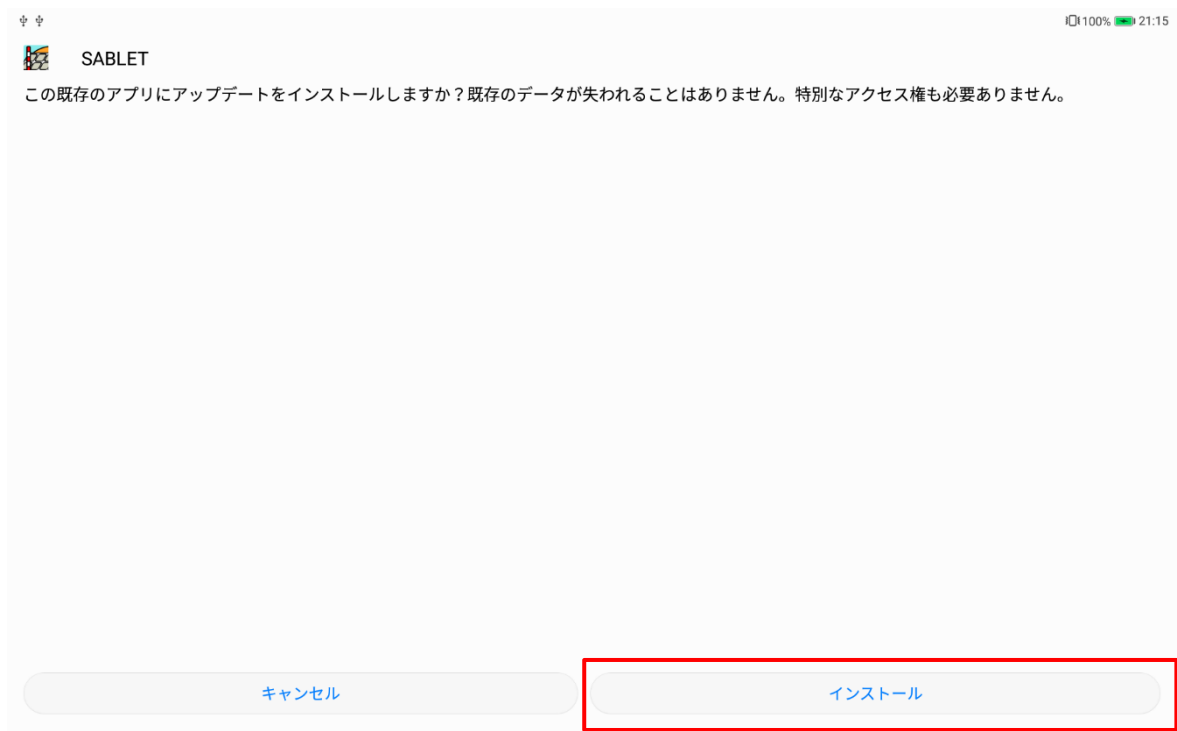 100% 21:15
SABLET
この既存のアプリにアップデートをインストールしますか？既存のデータが失われることはありません。特別なアクセス権も必要ありません。
キャンセル インストール